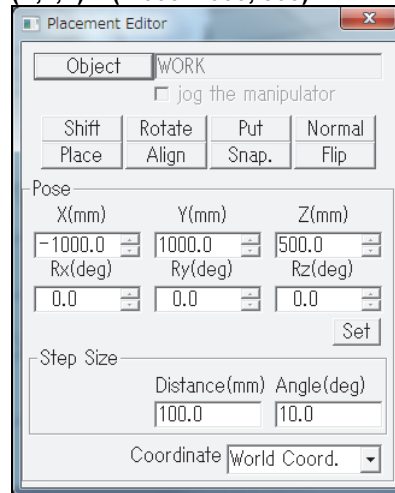 Placement Editor
x
Object WORK
jog the manipulator
Shift Rotate Put Normal
Place Align Snap. Flip
Pose
X(mm) Y(mm) Z(mm)
-1000.0 1000.0 500.0
Rx(deg) Ry(deg) Rz(deg)
0.0 0.0 0.0
Set
Step Size
Distance(mm) Angle(deg)
100.0 10.0
Coordinate World Coord.